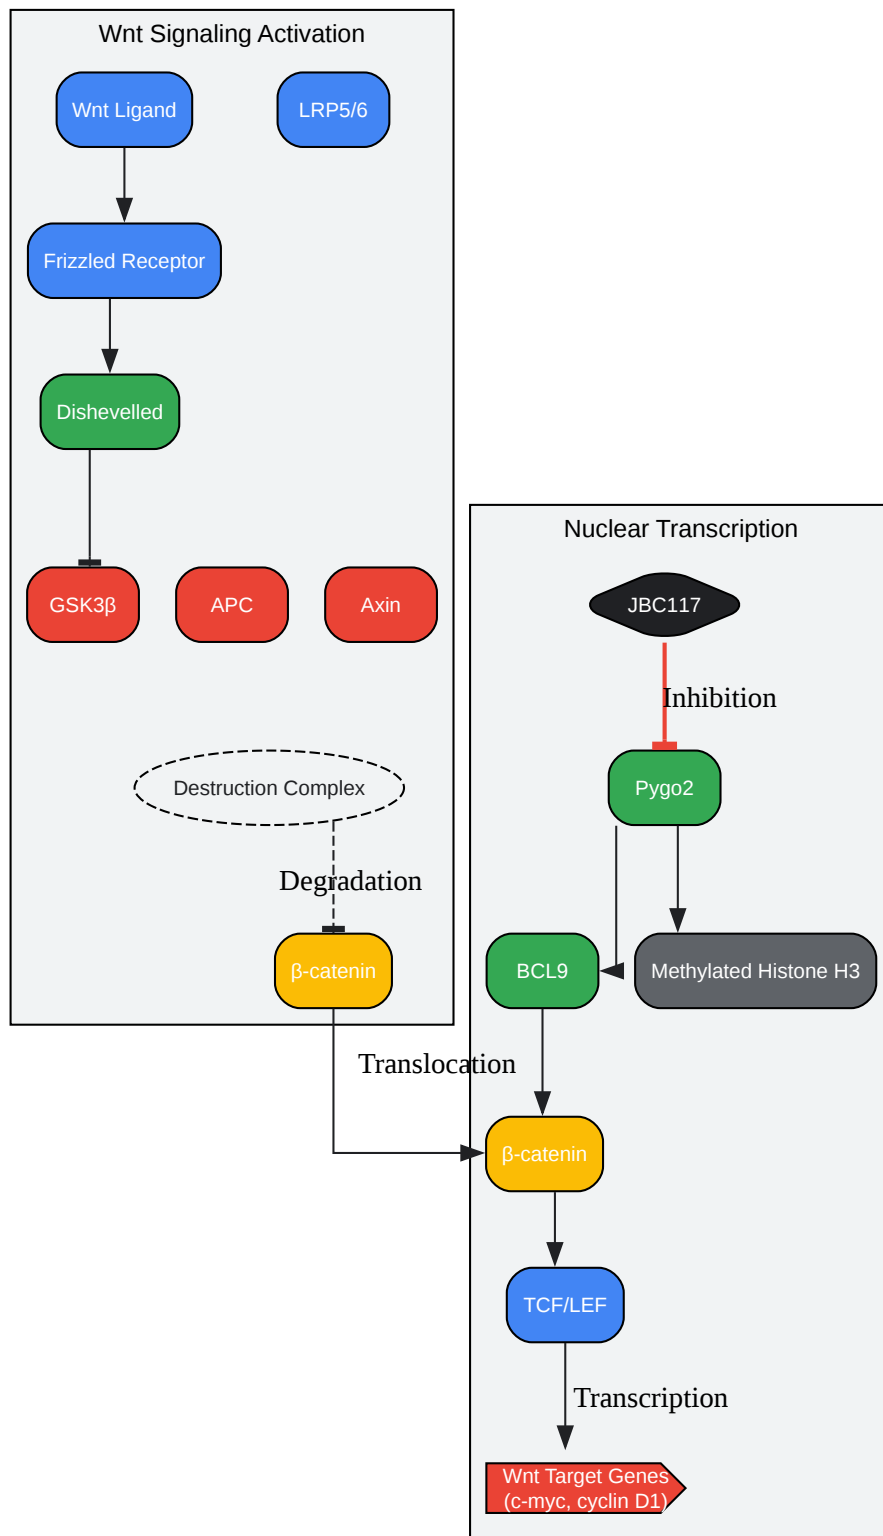 Wnt Signaling Activation
Wnt Ligand
LRP5/6
Frizzled Receptor
Dishevelled
GSK3β
APC
Axin
Destruction Complex
Degradation
β-catenin
Translocation
Nuclear Transcription
JBC117
Inhibition
Pygo2
BCL9
Methylated Histone H3
β-catenin
TCF/LEF
Transcription
Wnt Target Genes
(c-myc, cyclin D1)